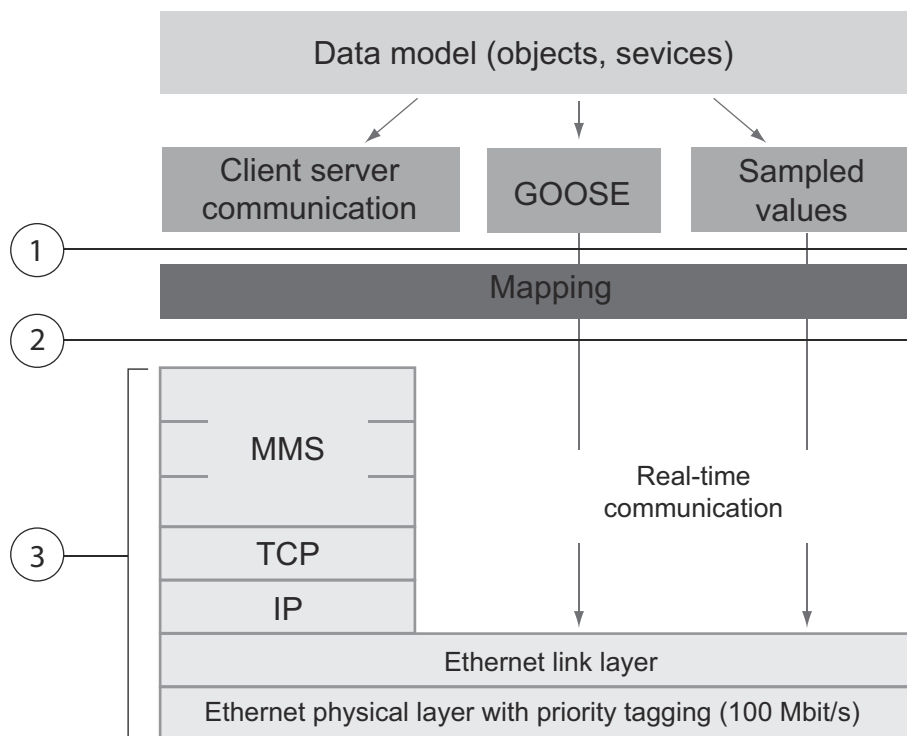 Data model (objects, sevices)
Client server
communication
GOOSE
Sampled
values
1
Mapping
2
MMS
Real-time
communication
3
TCP
IP
Ethernet link layer
Ethernet physical layer with priority tagging (100 Mbit/s)